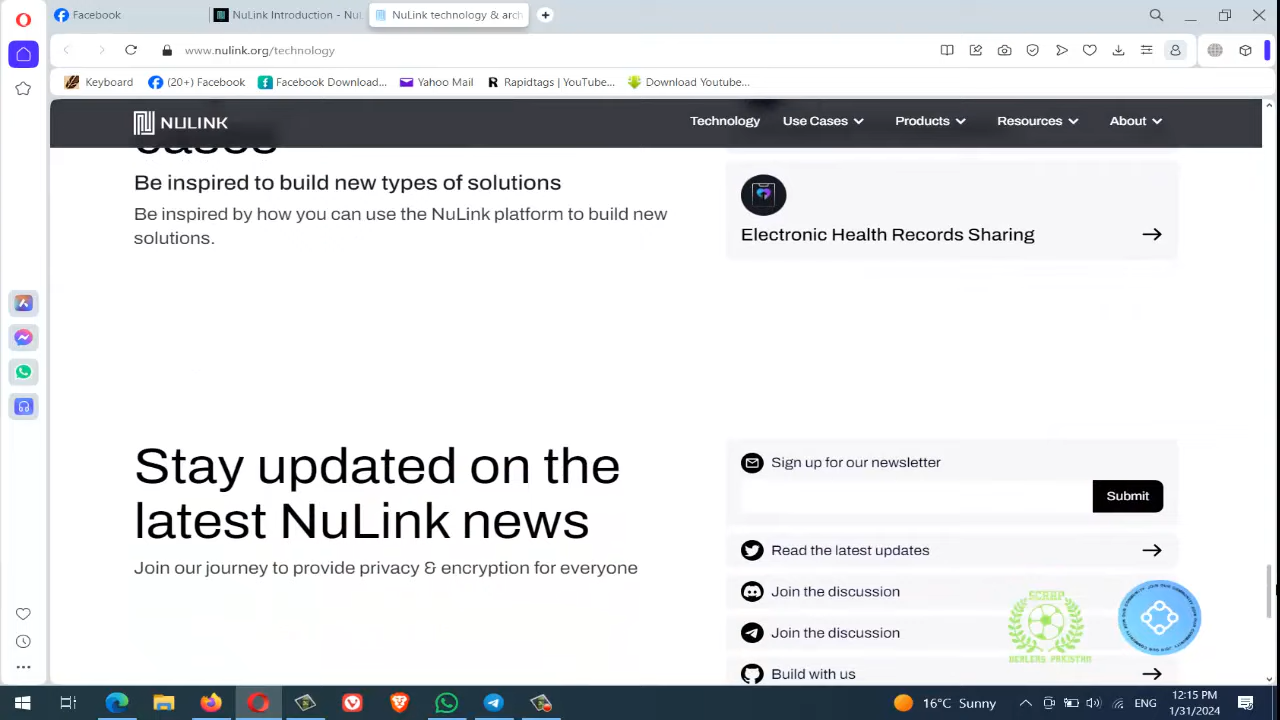 Facebook
NuLink Introduction - NuL
NuLink technology & arch
www.nulink.org/technology
Keyboard
(20+) Facebook
Facebook Download...
Yahoo Mail
Rapidtags | YouTube...
Download Youtube...
NULINK
Technology
Use Cases
Products
Resources
About
cases
Be inspired to build new types of solutions
Be inspired by how you can use the NuLink platform to build new
solutions.
Electronic Health Records Sharing
Stay updated on the
latest NuLink news
Join our journey to provide privacy & encryption for everyone
Sign up for our newsletter
Submit
Read the latest updates
Join the discussion
Join the discussion
Build with us
SCRAP
DEALERS PAKISTAN
16°C Sunny
ENG
12:15 PM
1/31/2024